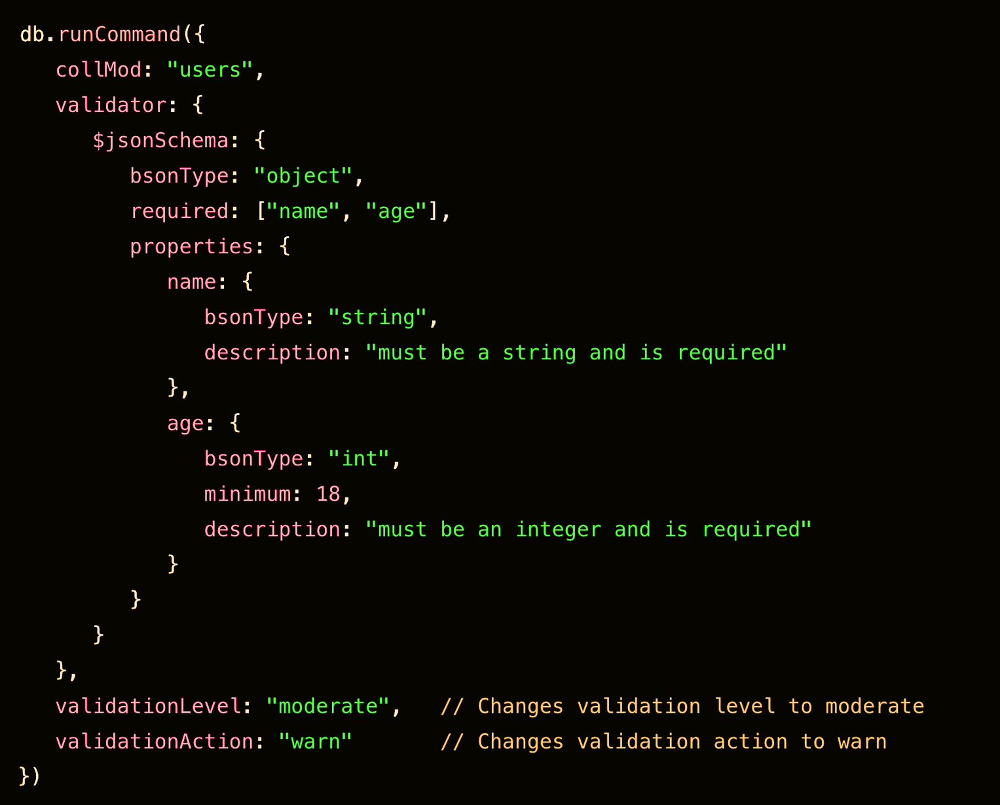 db.runCommand({
   collMod: "users",
   validator: {
      $jsonSchema: {
         bsonType: "object",
         required: ["name", "age"],
         properties: {
            name: {
               bsonType: "string",
               description: "must be a string and is required"
            },
            age: {
               bsonType: "int",
               minimum: 18,
               description: "must be an integer and is required"
            }
         }
      }
   },
   validationLevel: "moderate",   // Changes validation level to moderate
   validationAction: "warn"       // Changes validation action to warn
})